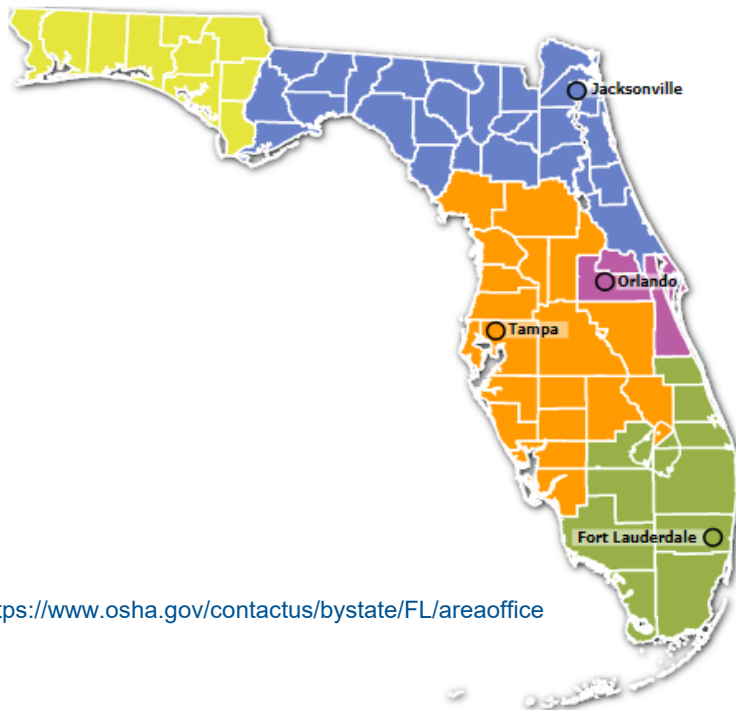 Jacksonville
Orlando
Tampa
Fort Lauderdale
tps://www.osha.gov/contactus/bystate/FL/areaoffice